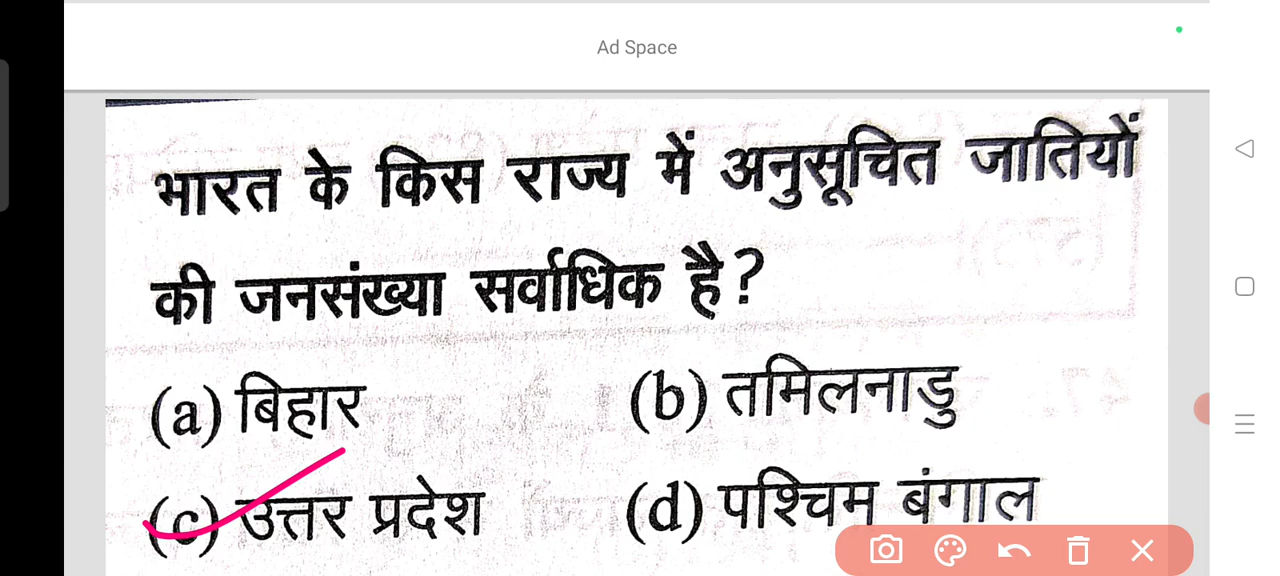 Ad Space
भारत के किस राज्य में अनुसूचित जातियों
की जनसंख्या सर्वाधिक है?
(a) बिहार (b) तमिलनाडु
(c) उत्तर प्रदेश (d) पश्चिम बंगाल